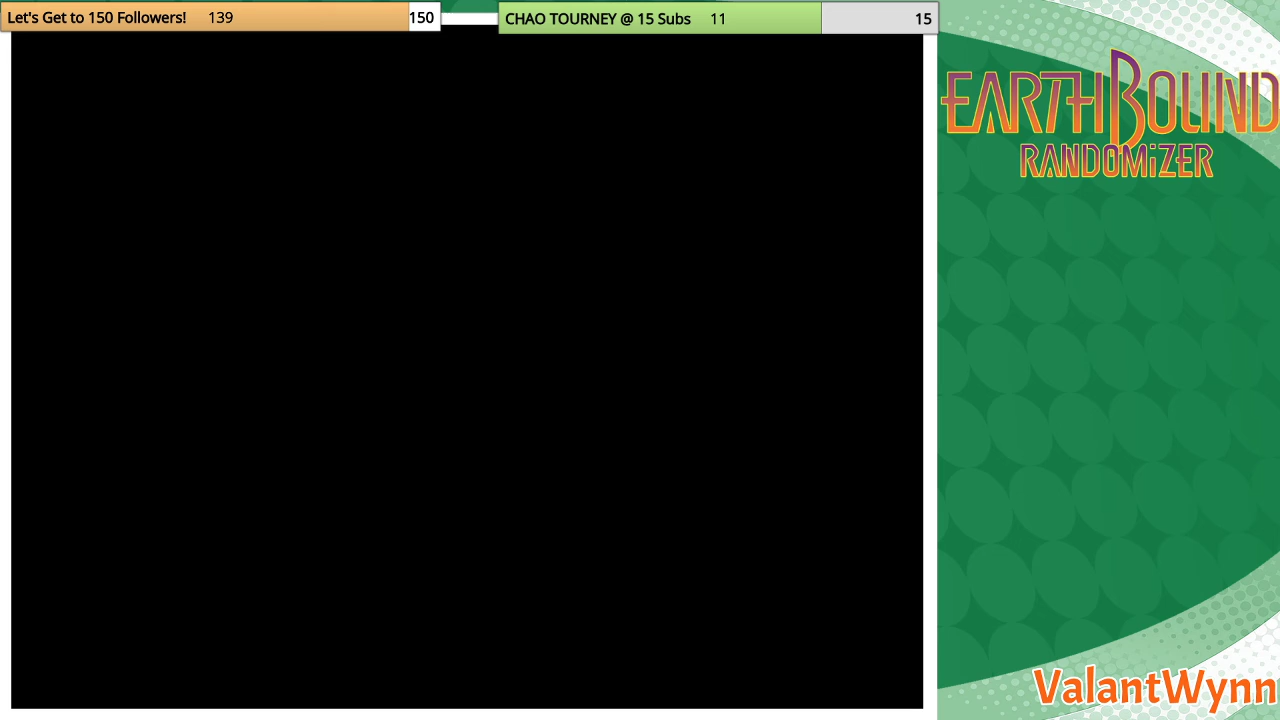 Let's Get to 150 Followers! 139 150
CHAO TOURNEY @ 15 Subs 11 15
EARTHBOUND
RANDOMiZER
ValantWynn